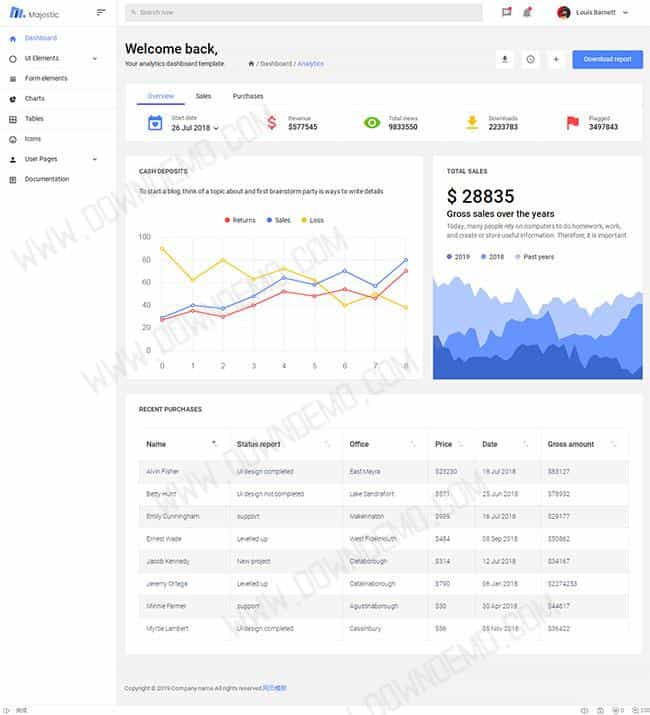 Majestic
Search now
Louis Barnett
Dashboard
UI Elements
Form elements
Charts
Tables
Icons
User Pages
Documentation
Welcome back,
Your analytics dashboard template.
/ Dashboard / Analytics
Download report
Overview Sales Purchases
Start date
26 Jul 2018
Revenue
$577545
Total views
9833550
Downloads
2233783
Flagged
3497843
CASH DEPOSITS
To start a blog, think of a topic about and first brainstorm party is ways to write details
Returns Sales Loss
100
80
60
40
20
0
0 1 2 3 4 5 6 7 8
TOTAL SALES
$ 28835
Gross sales over the years
Today, many people rely on computers to do homework, work,
and create or store useful information. Therefore, it is important
2019 2018 Past years
RECENT PURCHASES
Name Status report Office Price Date Gross amount
Alvin Fisher Ui design completed East Mayra $23230 18 Jul 2018 $83127
Betty Hunt Ui design not completed Lake Sandrafort $571 25 Jun 2018 $78932
Emily Cunningham support Makennaton $939 16 Jul 2018 $29177
Ernest Wade Levelled up West Fidelmouth $484 08 Sep 2018 $50862
Jacob Kennedy New project $314 12 Jul 2018 $34167
Jeremy Ortega Levelled up Catalinaborough $790 06 Jan 2018 $2274253
Minnie Farmer support Agustinaborough $30 30 Apr 2018 $44617
Myrtle Lambert Ui design completed Cassinbury $36 05 Nov 2018 $36422
Copyright © 2019.Company name All rights reserved.网页模板
WWW.DOWNDEMO.COM
WWW.DOWNDEMO.COM
WWW.DOWNDEMO.COM
WWW.DOWNDEMO.COM